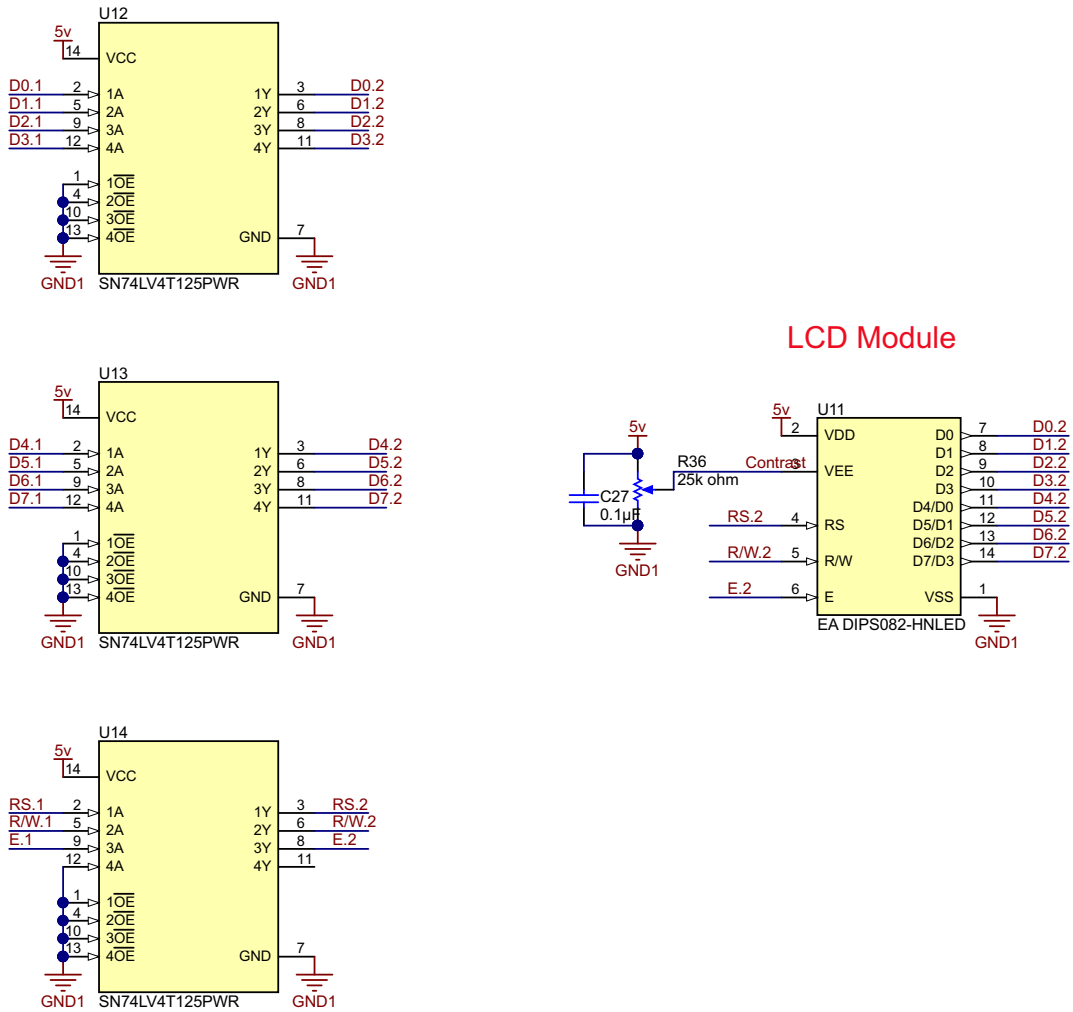 U12
5v
14 VCC
D0.1 2 1A 1Y 3 D0.2
D1.1 5 2A 2Y 6 D1.2
D2.1 9 3A 3Y 8 D2.2
D3.1 12 4A 4Y 11 D3.2
1 1OE
4 2OE
10 3OE
13 4OE GND 7
GND1 SN74LV4T125PWR GND1
U13
5v
14 VCC
D4.1 2 1A 1Y 3 D4.2
D5.1 5 2A 2Y 6 D5.2
D6.1 9 3A 3Y 8 D6.2
D7.1 12 4A 4Y 11 D7.2
1 1OE
4 2OE
10 3OE
13 4OE GND 7
GND1 SN74LV4T125PWR GND1
U14
5v
14 VCC
RS.1 2 1A 1Y 3 RS.2
R/W.1 5 2A 2Y 6 R/W.2
E.1 9 3A 3Y 8 E.2
12 4A 4Y 11
1 1OE
4 2OE
10 3OE
13 4OE GND 7
GND1 SN74LV4T125PWR GND1
LCD Module
U11
5v 2 VDD D0 7 D0.2
D1 8 D1.2
5v R36 Contrast 3 VEE D2 9 D2.2
25k ohm D3 10 D3.2
C27 D4/D0 11 D4.2
0.1µF RS.2 4 RS D5/D1 12 D5.2
D6/D2 13 D6.2
GND1 R/W.2 5 R/W D7/D3 14 D7.2
E.2 6 E VSS 1
EA DIPS082-HNLED
GND1